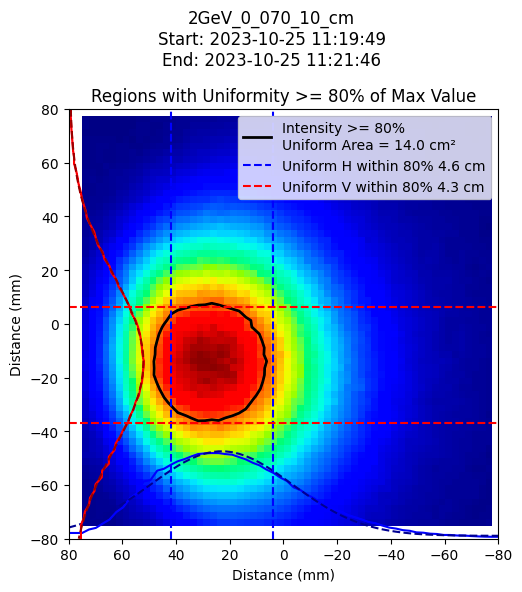 2GeV_0_070_10_cm
Start: 2023-10-25 11:19:49
End: 2023-10-25 11:21:46
Regions with Uniformity >= 80% of Max Value
Intensity >= 80%
Uniform Area = 14.0 cm²
Uniform H within 80% 4.6 cm
Uniform V within 80% 4.3 cm
Distance (mm)
80
60
40
20
0
−20
−40
−60
−80
80 60 40 20 0 −20 −40 −60 −80
Distance (mm)